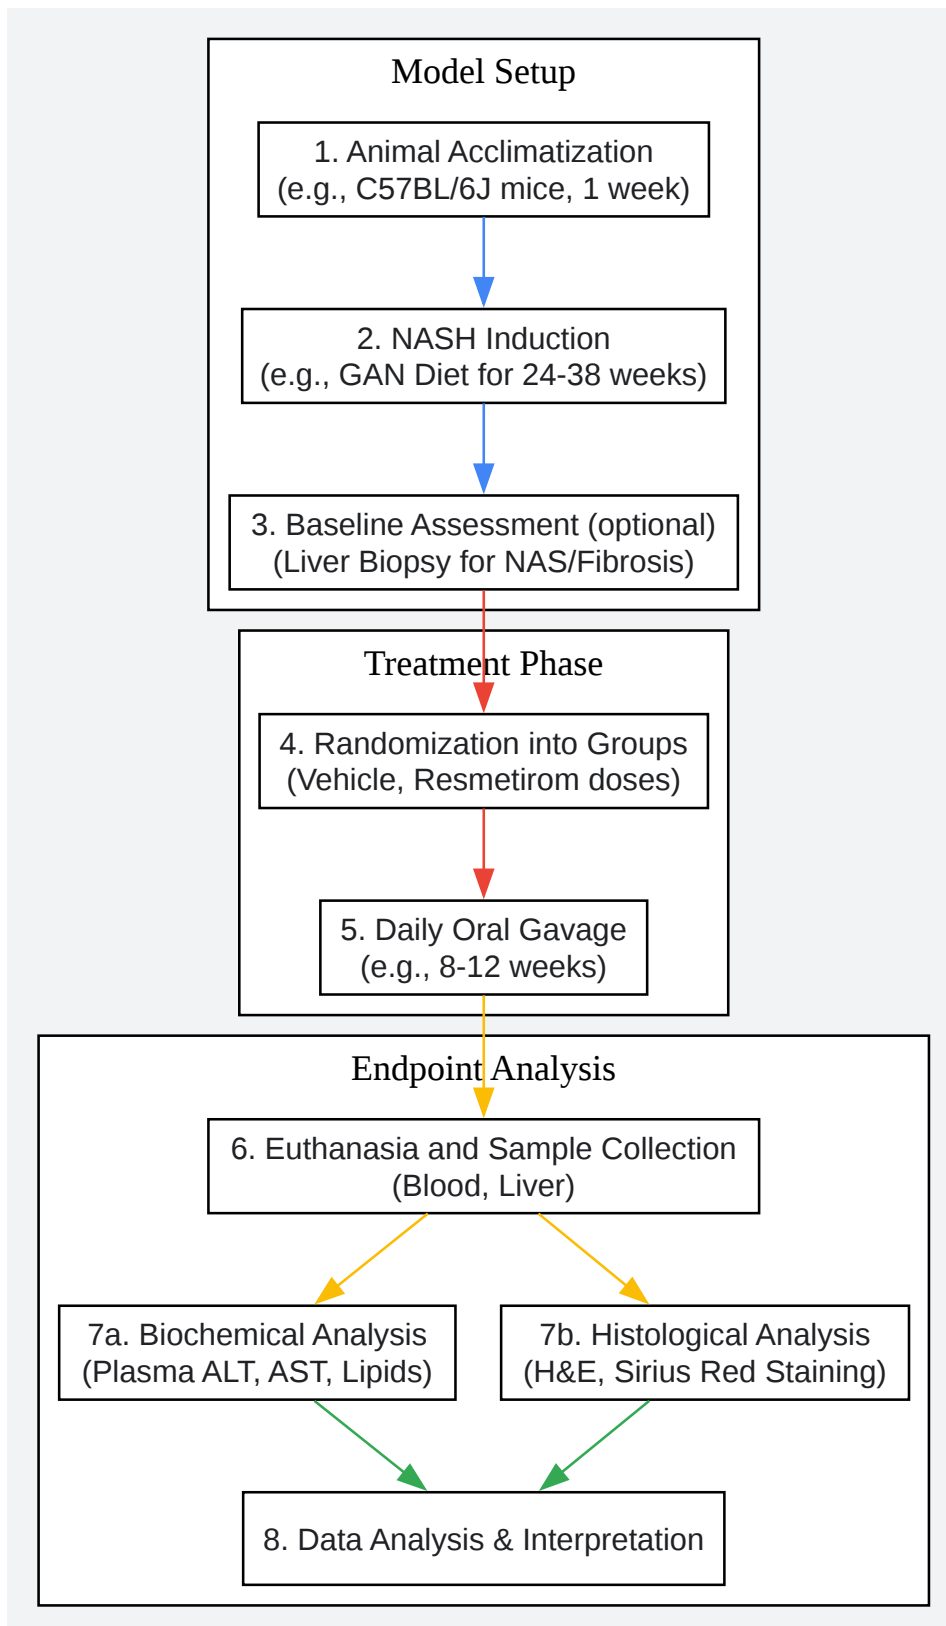 Model Setup
1. Animal Acclimatization
(e.g., C57BL/6J mice, 1 week)
2. NASH Induction
(e.g., GAN Diet for 24-38 weeks)
3. Baseline Assessment (optional)
(Liver Biopsy for NAS/Fibrosis)
Treatment Phase
4. Randomization into Groups
(Vehicle, Resmetirom doses)
5. Daily Oral Gavage
(e.g., 8-12 weeks)
Endpoint Analysis
6. Euthanasia and Sample Collection
(Blood, Liver)
7a. Biochemical Analysis
(Plasma ALT, AST, Lipids)
7b. Histological Analysis
(H&E, Sirius Red Staining)
8. Data Analysis & Interpretation